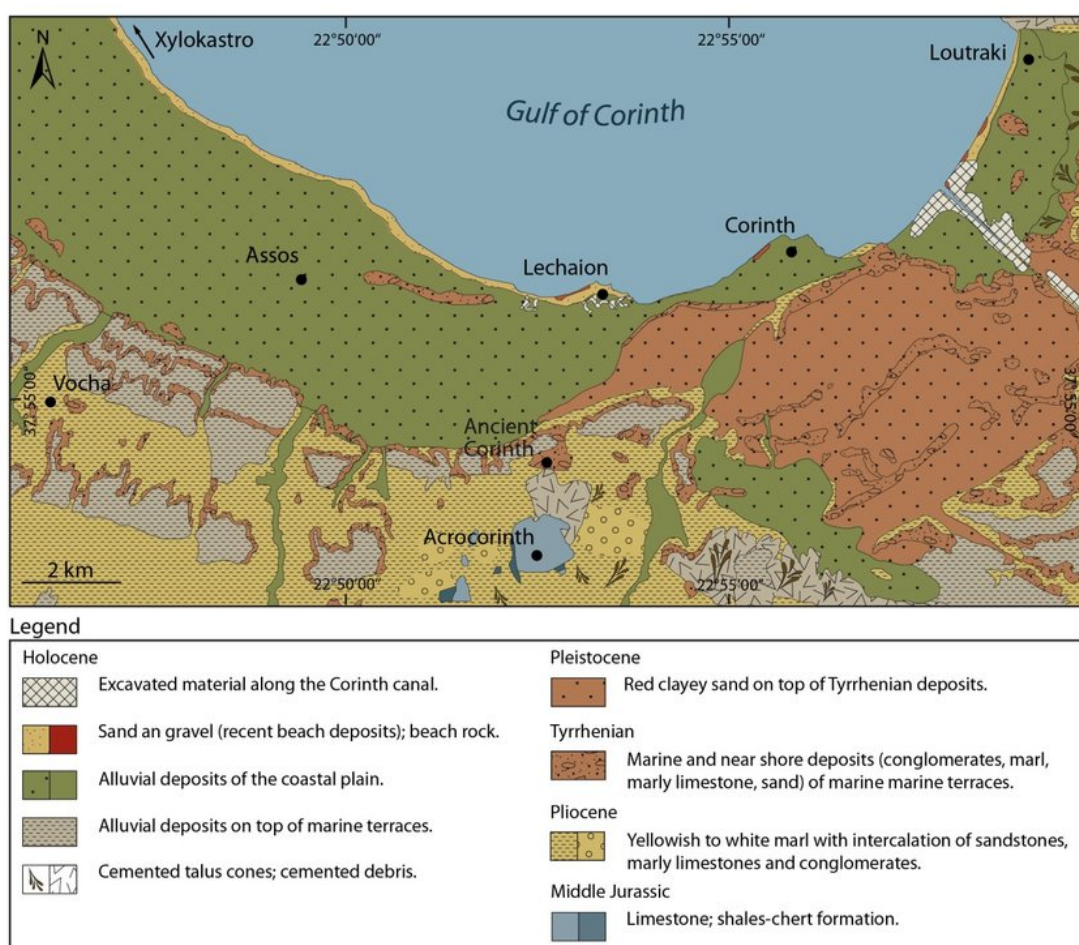 N
Xylokastro
22°50'00"
22°55'00"
Loutraki
Gulf of Corinth
Corinth
Assos
Lechaion
Vocha
37°55'00"
37°55'00"
Ancient
Corinth
Acrocorinth
2 km
22°50'00"
22°55'00"
Legend
Holocene
Excavated material along the Corinth canal.
Sand an gravel (recent beach deposits); beach rock.
Alluvial deposits of the coastal plain.
Alluvial deposits on top of marine terraces.
Cemented talus cones; cemented debris.
Pleistocene
Red clayey sand on top of Tyrrhenian deposits.
Tyrrhenian
Marine and near shore deposits (conglomerates, marl,
marly limestone, sand) of marine marine terraces.
Pliocene
Yellowish to white marl with intercalation of sandstones,
marly limestones and conglomerates.
Middle Jurassic
Limestone; shales-chert formation.